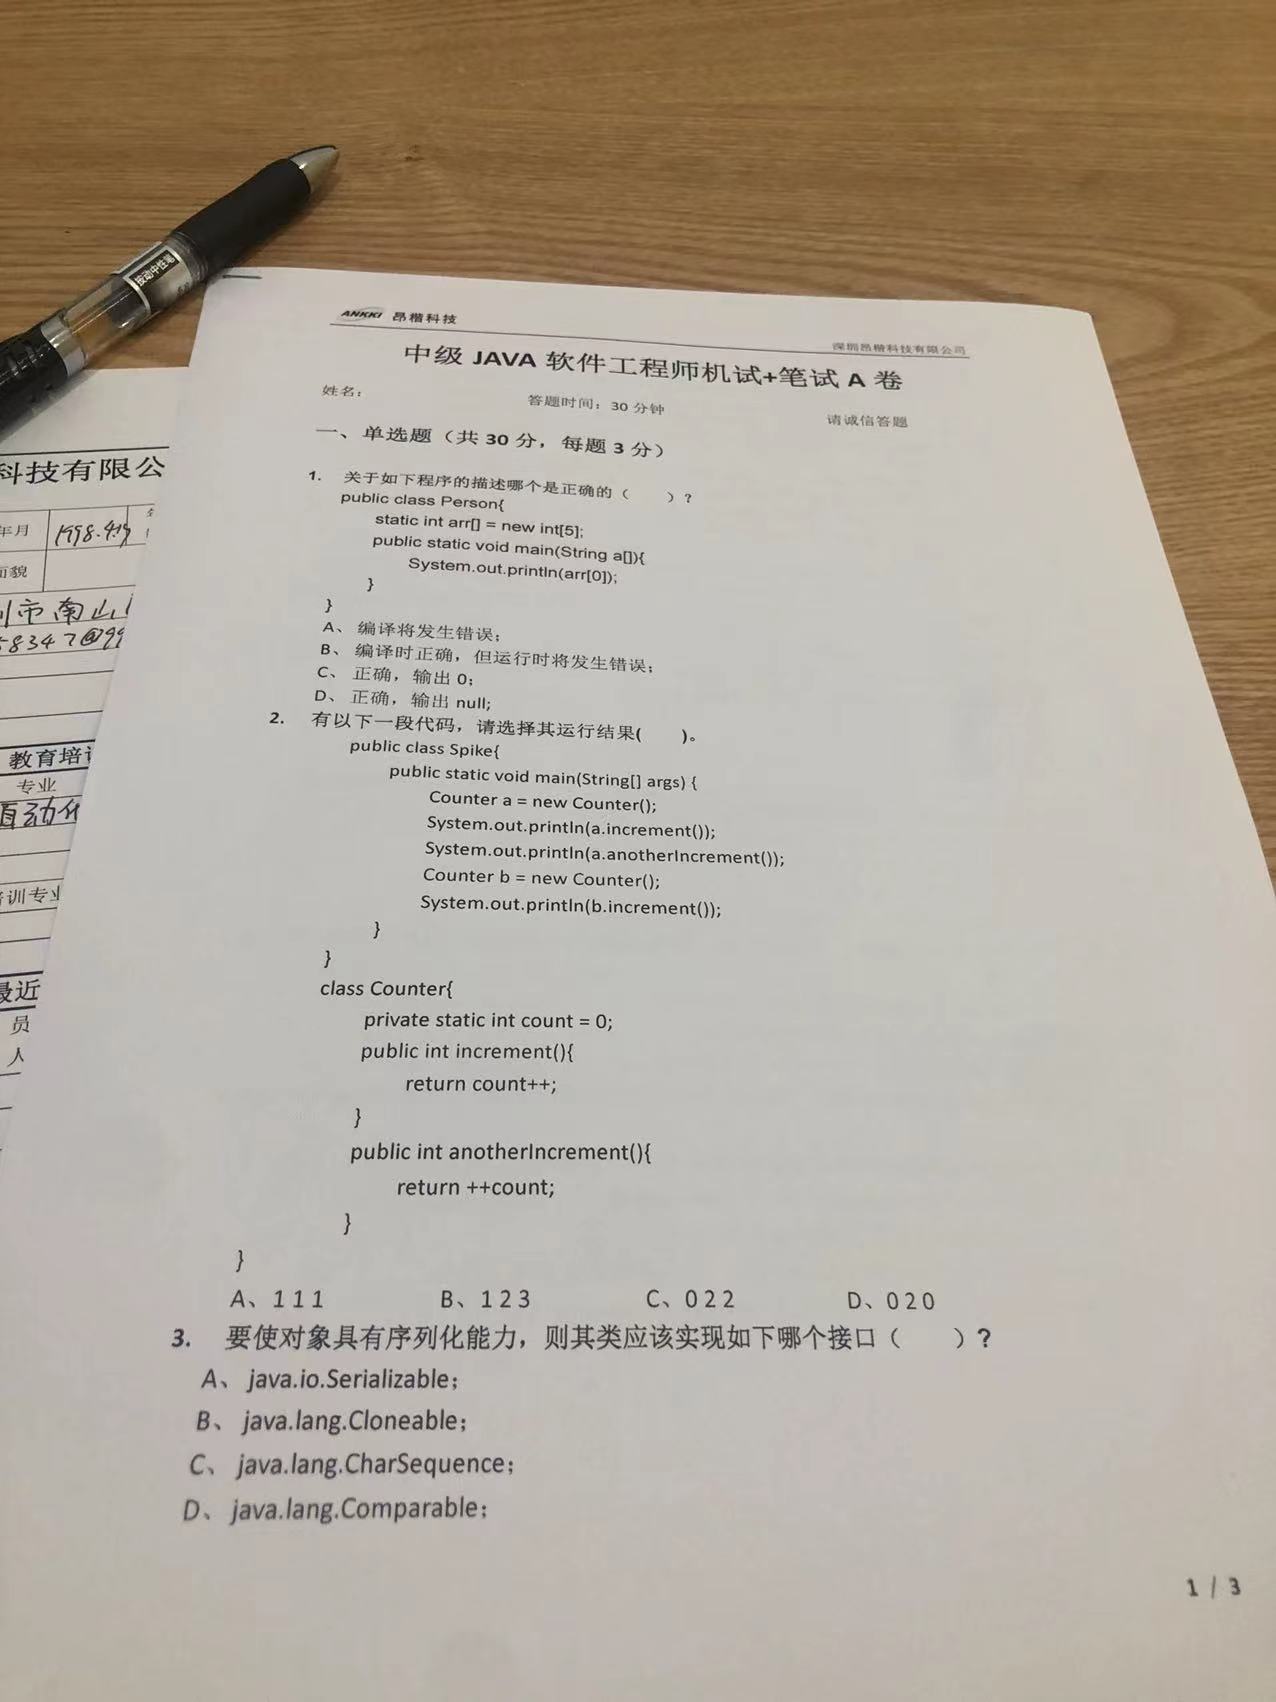 按动中性笔
ANKKI 昂楷科技
深圳昂楷科技有限公司
中级 JAVA 软件工程师机试+笔试 A 卷
姓名：
答题时间：30 分钟
请诚信答题
一、单选题（共 30 分，每题 3 分）
1. 关于如下程序的描述哪个是正确的（ ）？
public class Person{
static int arr[] = new int[5];
public static void main(String a[]){
System.out.println(arr[0]);
}
}
A、 编译将发生错误；
B、 编译时正确，但运行时将发生错误；
C、 正确，输出 0；
D、 正确，输出 null;
2. 有以下一段代码，请选择其运行结果( )。
public class Spike{
public static void main(String[] args) {
Counter a = new Counter();
System.out.println(a.increment());
System.out.println(a.anotherIncrement());
Counter b = new Counter();
System.out.println(b.increment());
}
}
class Counter{
private static int count = 0;
public int increment(){
return count++;
}
public int anotherIncrement(){
return ++count;
}
}
A、1 1 1 B、1 2 3 C、0 2 2 D、0 2 0
3. 要使对象具有序列化能力，则其类应该实现如下哪个接口（ ）?
A、 java.io.Serializable；
B、 java.lang.Cloneable；
C、 java.lang.CharSequence；
D、 java.lang.Comparable；
1 / 3
科技有限公
年月
面貌
市南山
58347@99
教育培
专业
自动化
培训专业
最近
员
人